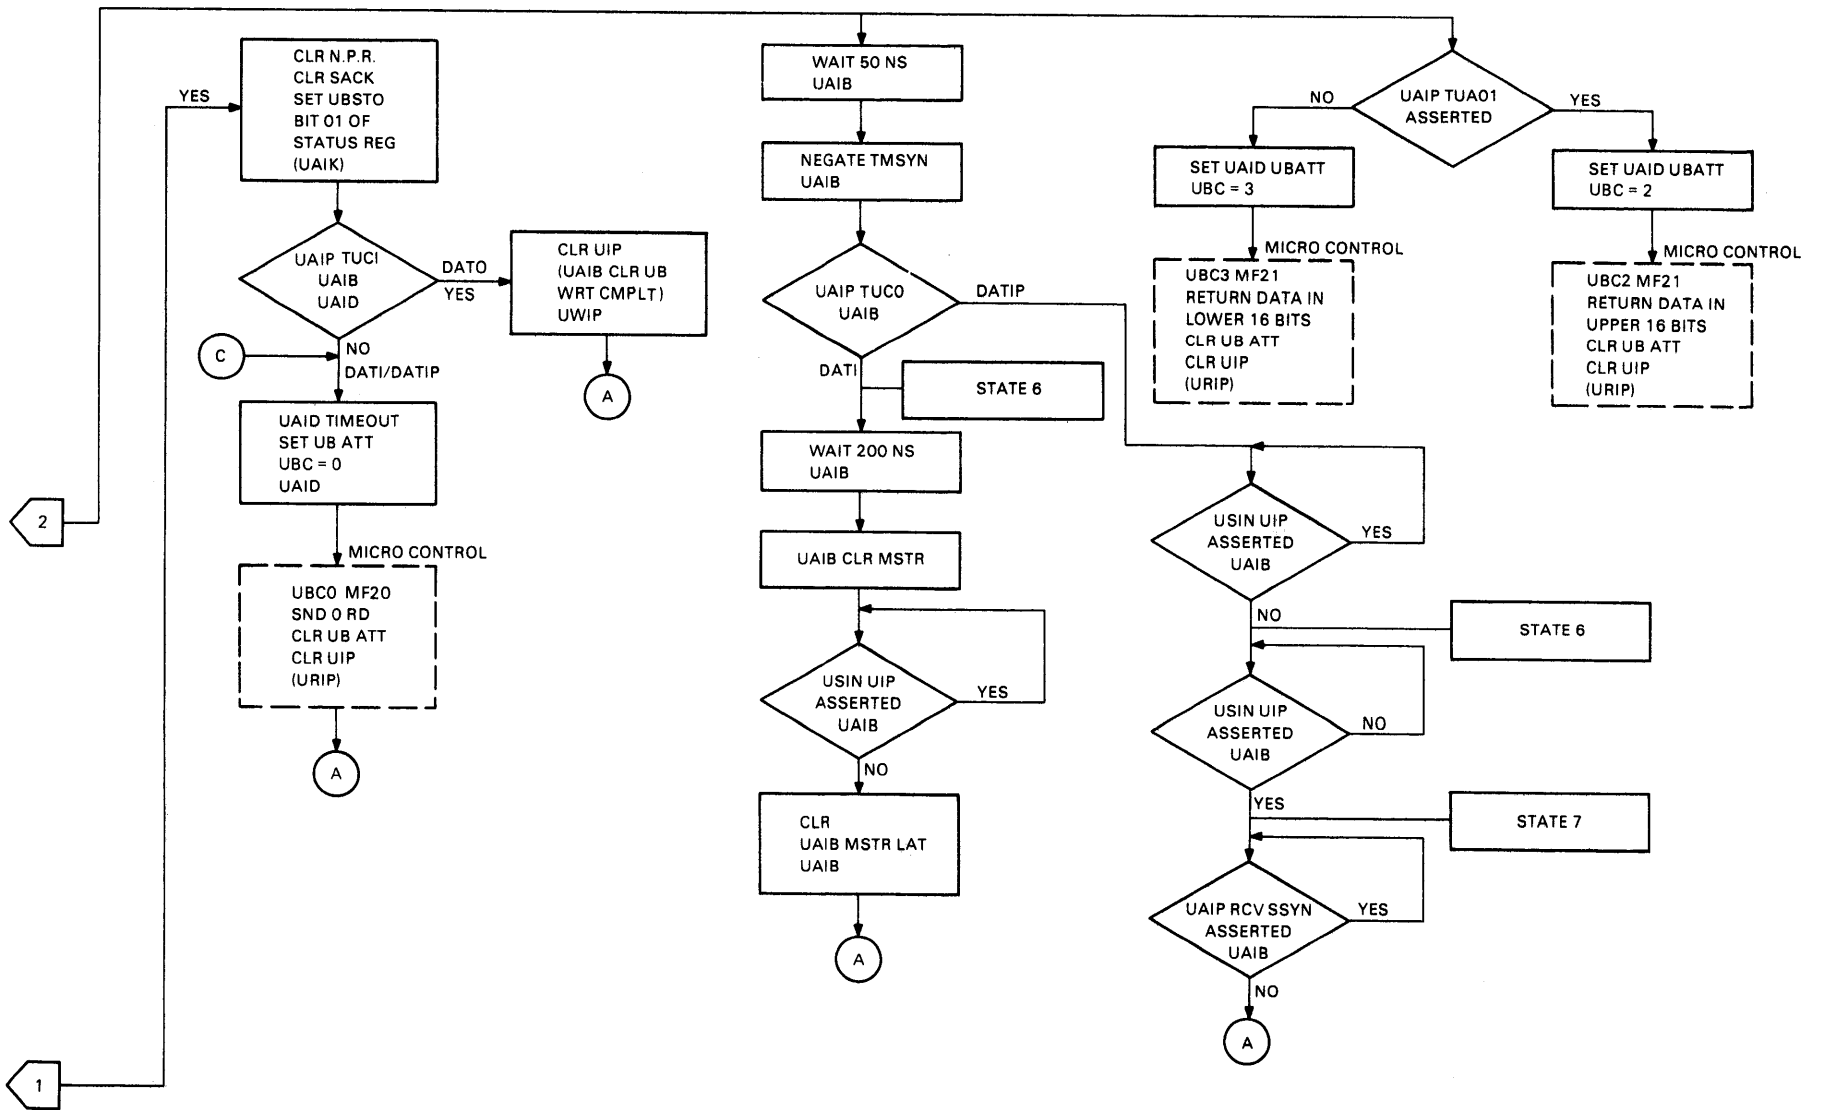 YES
CLR N.P.R.
CLR SACK
SET UBSTO
BIT 01 OF
STATUS REG
(UAIK)
UAIP TUC1
UAIB
UAID
DATO
YES
CLR UIP
(UAIB CLR UB
WRT CMPLT)
UWIP
A
C
NO
DATI/DATIP
UAID TIMEOUT
SET UB ATT
UBC = 0
UAID
MICRO CONTROL
UBC0 MF20
SND 0 RD
CLR UB ATT
CLR UIP
(URIP)
A
2
1
WAIT 50 NS
UAIB
NEGATE TMSYN
UAIB
UAIP TUC0
UAIB
DATIP
DATI
STATE 6
WAIT 200 NS
UAIB
UAIB CLR MSTR
USIN UIP
ASSERTED
UAIB
YES
NO
CLR
UAIB MSTR LAT
UAIB
A
UAIP TUA01
ASSERTED
NO
YES
SET UAID UBATT
UBC = 3
MICRO CONTROL
UBC3 MF21
RETURN DATA IN
LOWER 16 BITS
CLR UB ATT
CLR UIP
(URIP)
SET UAID UBATT
UBC = 2
MICRO CONTROL
UBC2 MF21
RETURN DATA IN
UPPER 16 BITS
CLR UB ATT
CLR UIP
(URIP)
USIN UIP
ASSERTED
UAIB
YES
NO
STATE 6
USIN UIP
ASSERTED
UAIB
NO
YES
STATE 7
UAIP RCV SSYN
ASSERTED
UAIB
YES
NO
A